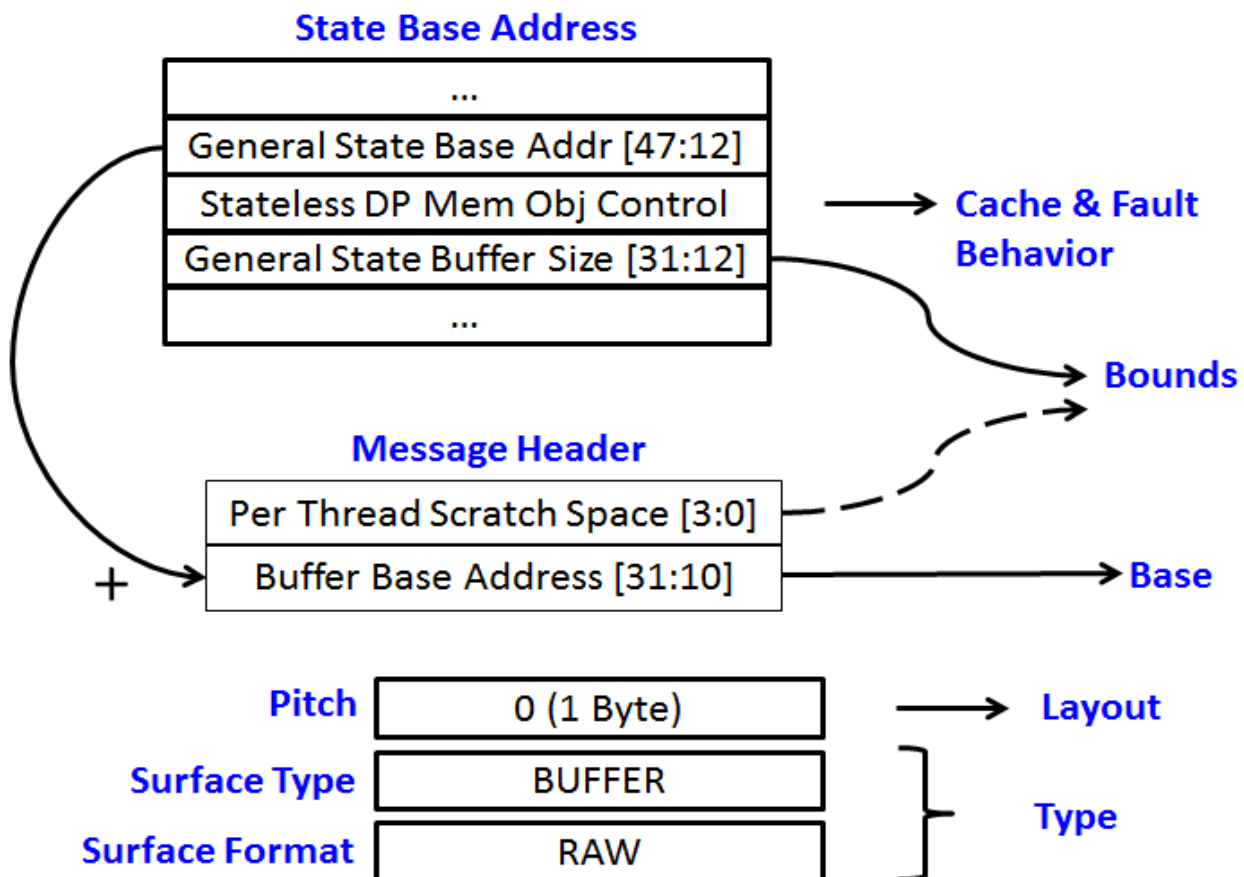 State Base Address
...
General State Base Addr [47:12]
Stateless DP Mem Obj Control
Cache & Fault
Behavior
General State Buffer Size [31:12]
...
Bounds
Message Header
Per Thread Scratch Space [3:0]
+
Buffer Base Address [31:10]
Base
Pitch
0 (1 Byte)
Layout
Surface Type
BUFFER
Type
Surface Format
RAW